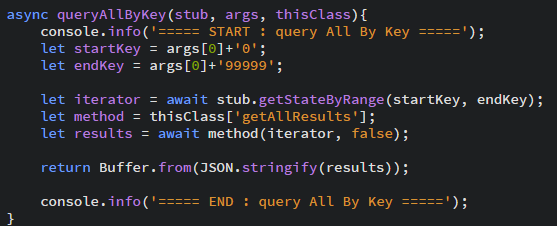 async queryAllByKey(stub, args, thisClass){
    console.info('===== START : query All By Key =====');
    let startKey = args[0]+'0';
    let endKey = args[0]+'99999';

    let iterator = await stub.getStateByRange(startKey, endKey);
    let method = thisClass['getAllResults'];
    let results = await method(iterator, false);

    return Buffer.from(JSON.stringify(results));

    console.info('===== END : query All By Key =====');
}